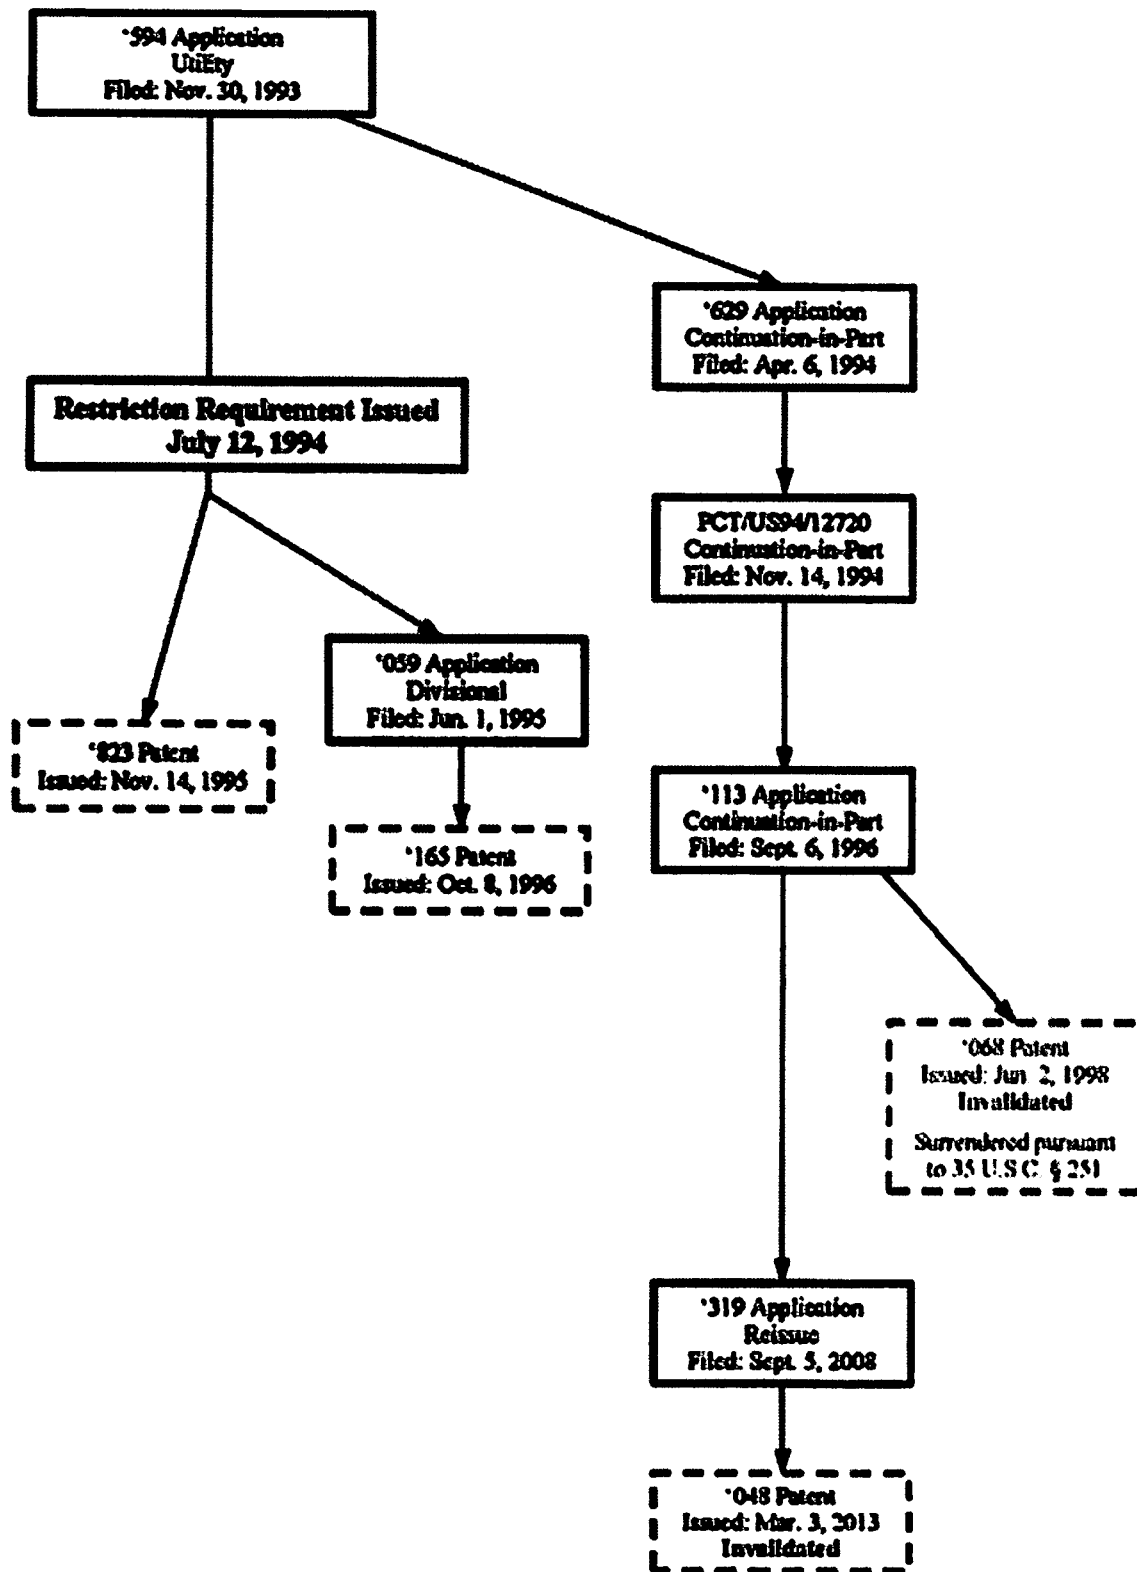 '594 Application
Utility
Filed: Nov. 30, 1993
'629 Application
Continuation-in-Part
Filed: Apr. 6, 1994
Restriction Requirement Issued
July 12, 1994
PCT/US94/12720
Continuation-in-Part
Filed: Nov. 14, 1994
'059 Application
Divisional
Filed: Jun. 1, 1995
'823 Patent
Issued: Nov. 14, 1995
'113 Application
Continuation-in-Part
Filed: Sept. 6, 1996
'165 Patent
Issued: Oct. 8, 1996
'068 Patent
Issued: Jun. 2, 1998
Invalidated
Surrendered pursuant
to 35 U.S.C. § 251
'319 Application
Reissue
Filed: Sept. 5, 2008
'048 Patent
Issued: Mar. 3, 2013
Invalidated